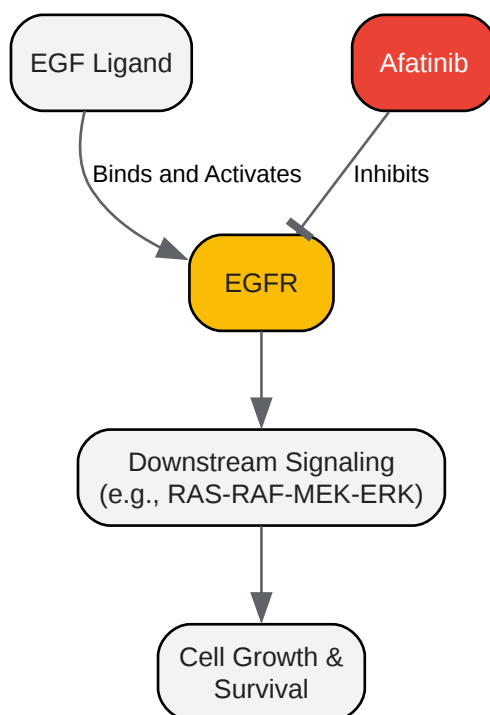 EGF Ligand
Afatinib
Binds and Activates
Inhibits
EGFR
Downstream Signaling
(e.g., RAS-RAF-MEK-ERK)
Cell Growth &
Survival